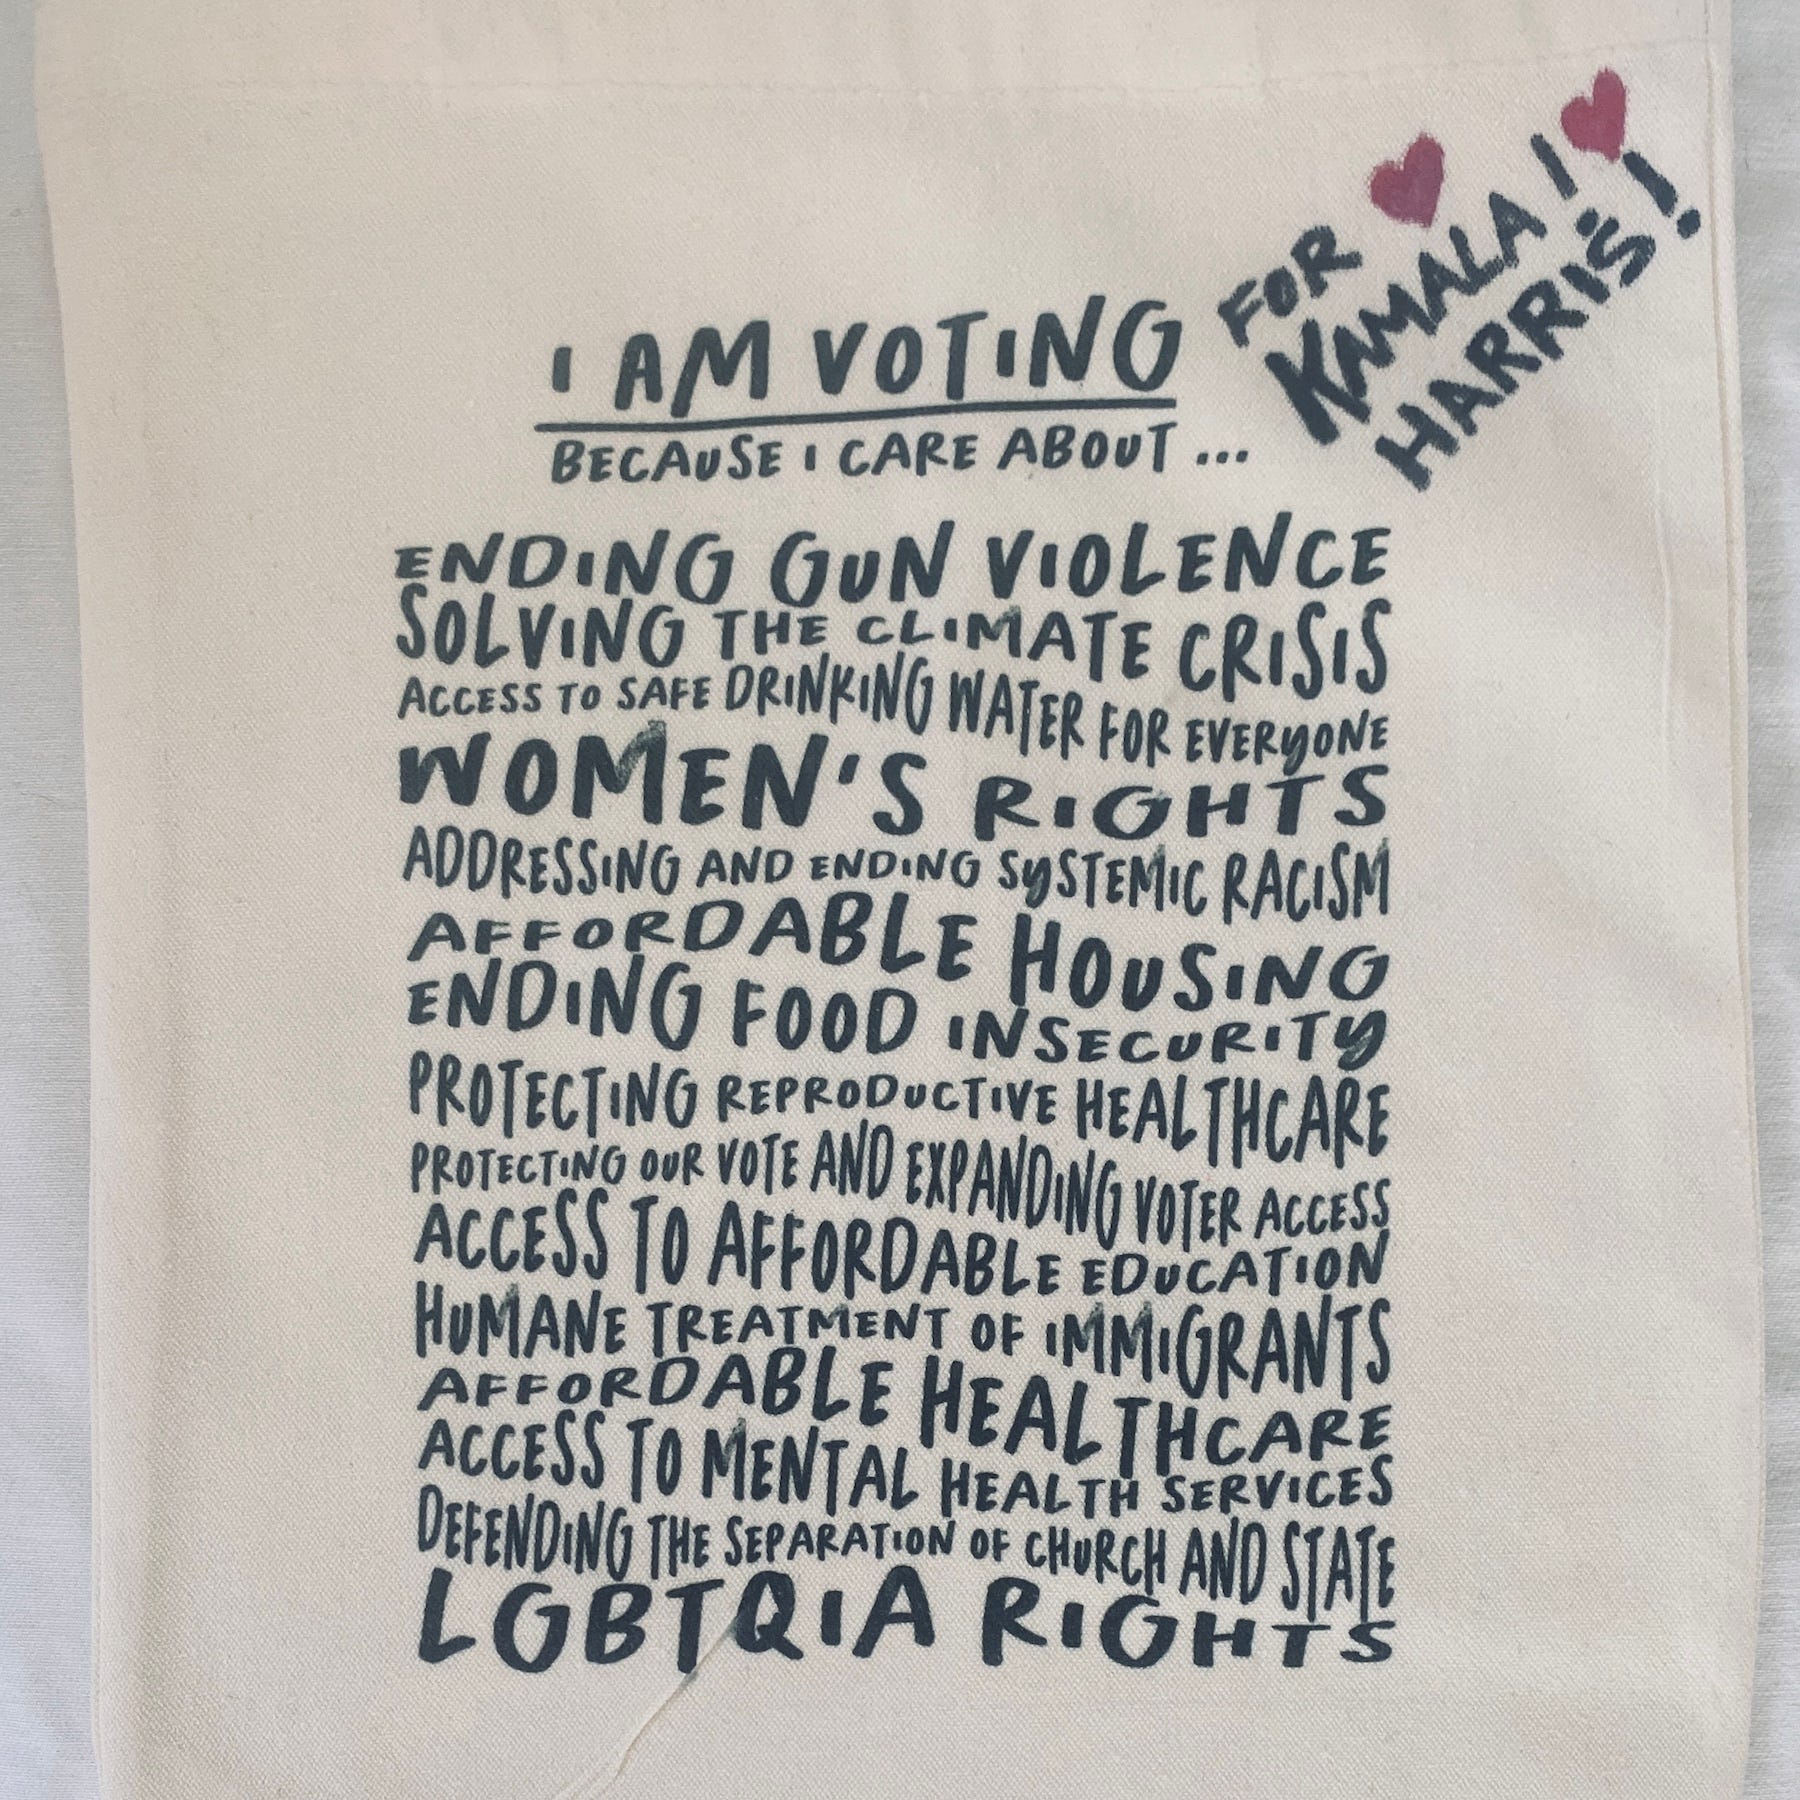 I AM VOTING
FOR
KAMALA!
HARRIS!
BECAUSE I CARE ABOUT ...
ENDING GUN VIOLENCE
SOLVING THE CLIMATE CRISIS
ACCESS TO SAFE DRINKING WATER FOR EVERYONE
WOMEN'S RIGHTS
ADDRESSING AND ENDING SYSTEMIC RACISM
AFFORDABLE HOUSING
ENDING FOOD INSECURITY
PROTECTING REPRODUCTIVE HEALTHCARE
PROTECTING OUR VOTE AND EXPANDING VOTER ACCESS
ACCESS TO AFFORDABLE EDUCATION
HUMANE TREATMENT OF IMMIGRANTS
AFFORDABLE HEALTHCARE
ACCESS TO MENTAL HEALTH SERVICES
DEFENDING THE SEPARATION OF CHURCH AND STATE
LGBTQIA RIGHTS